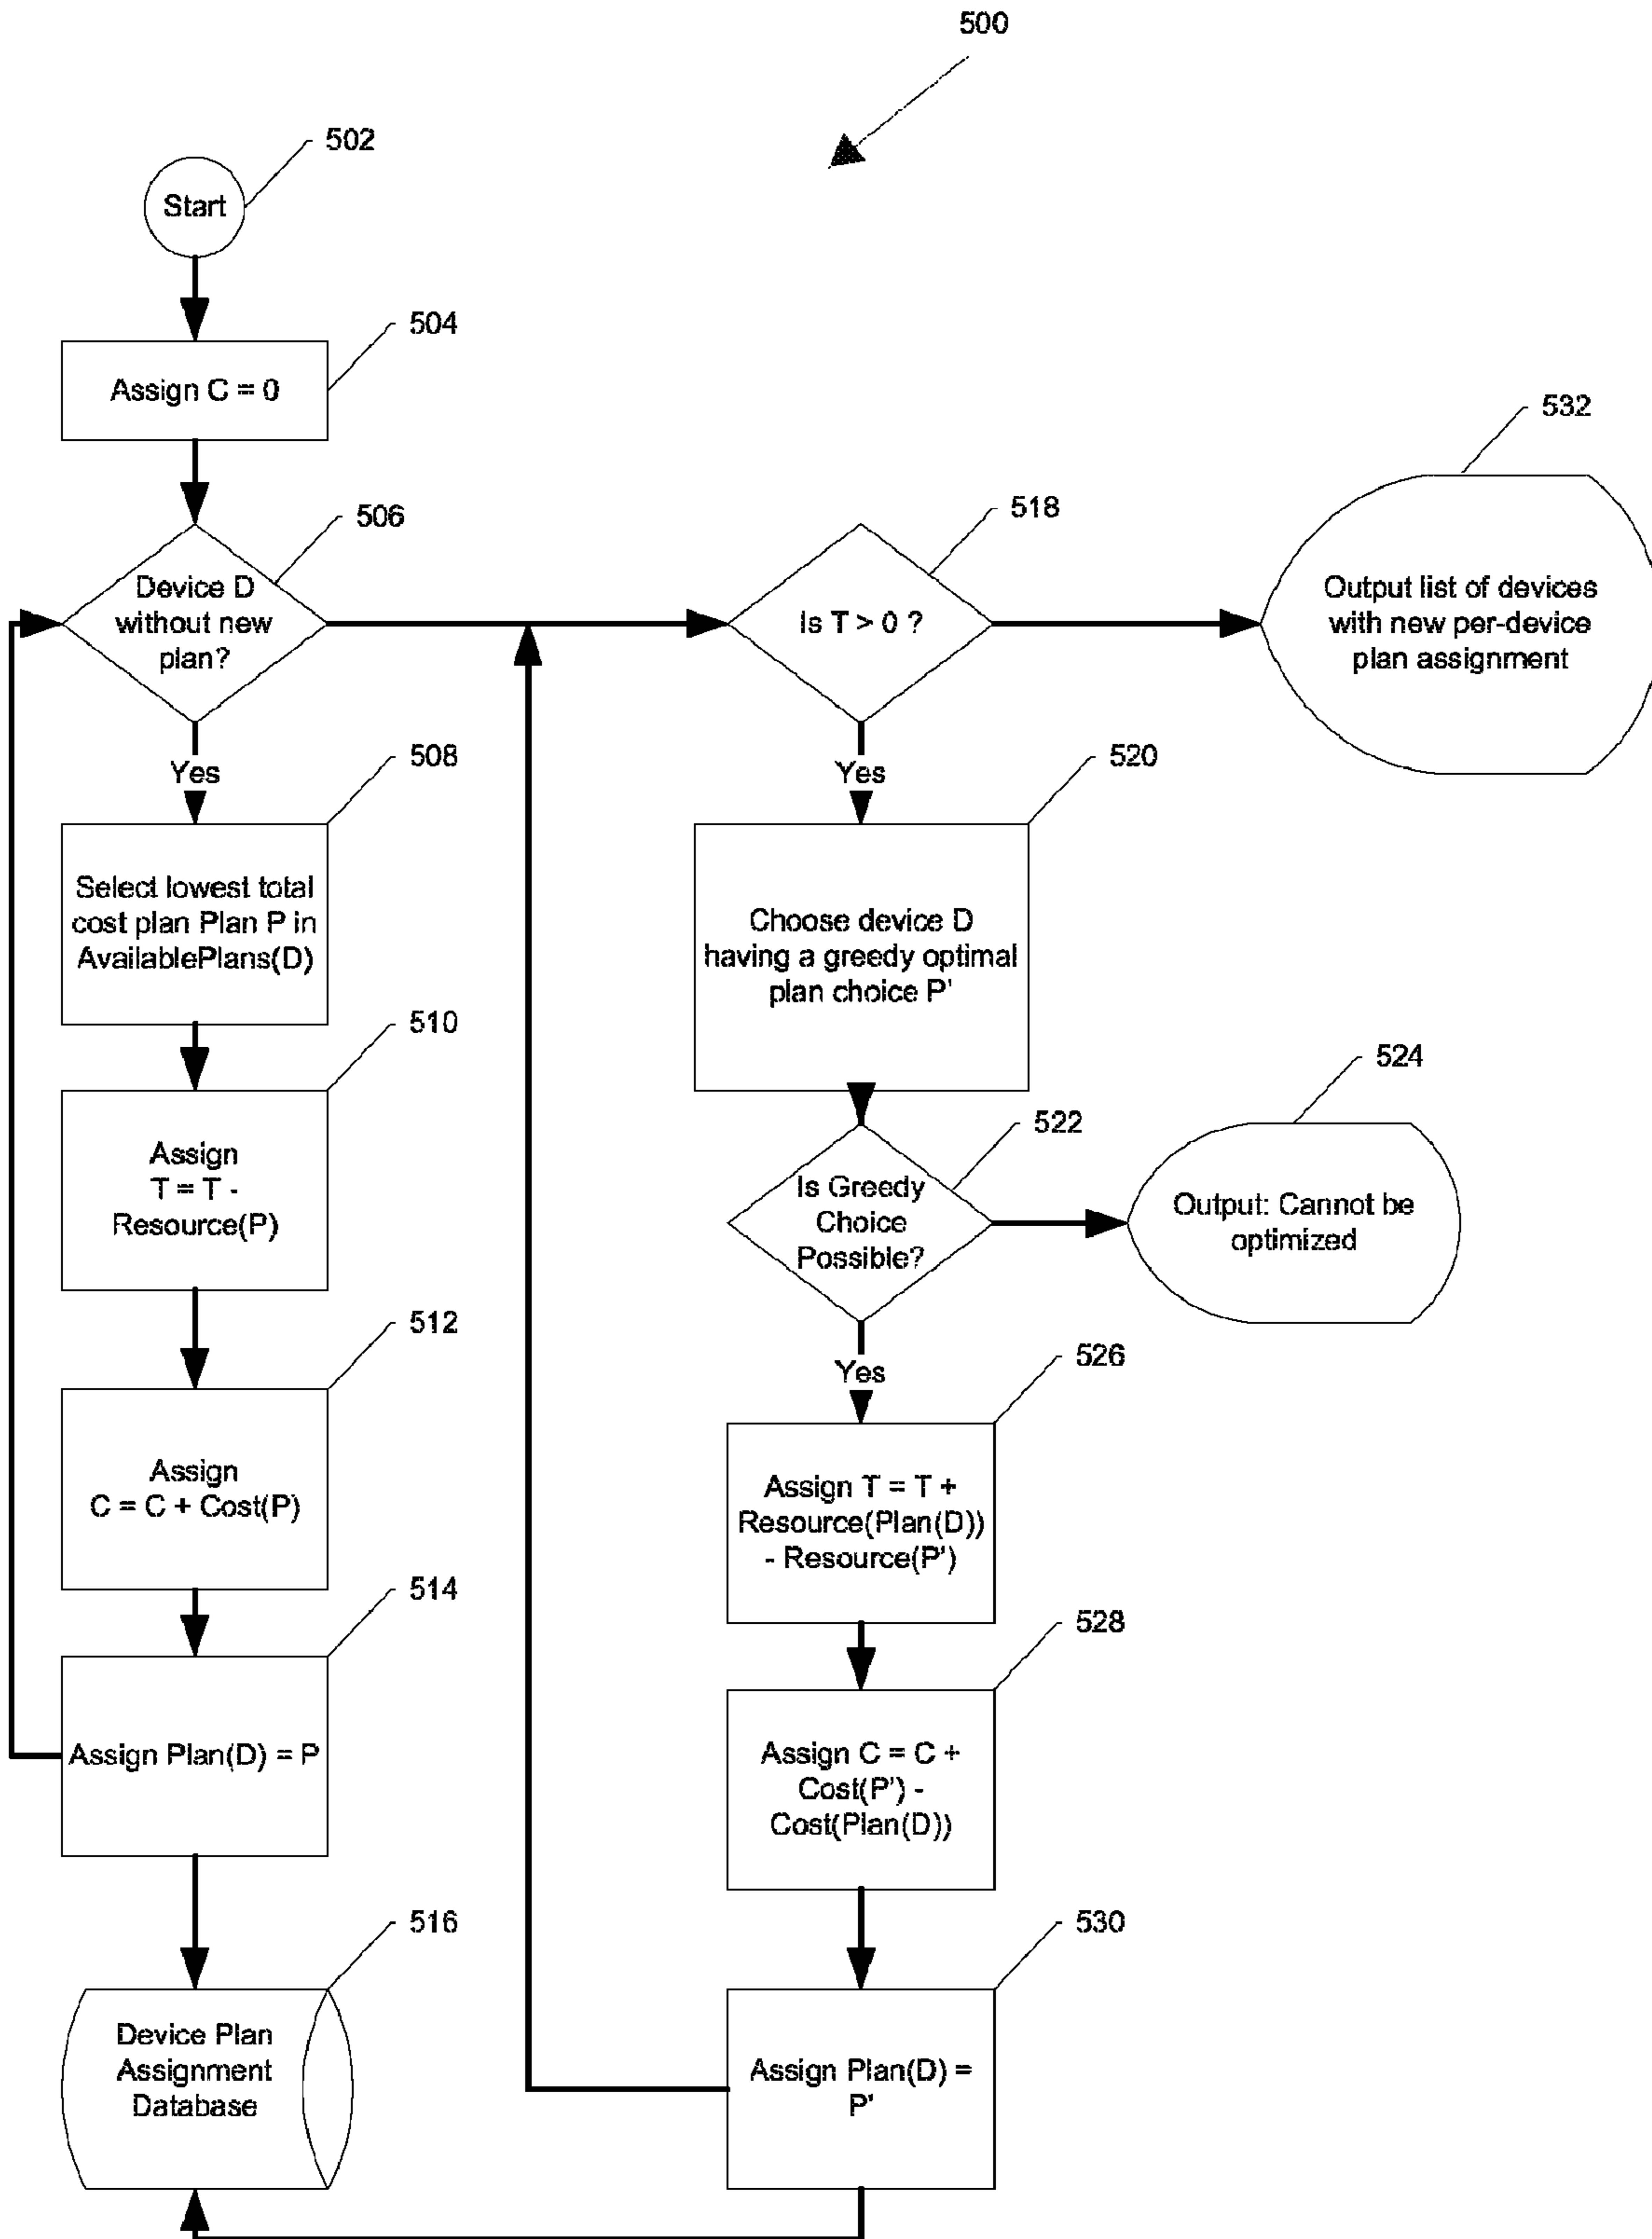 500
502
Start
504
Assign C = 0
506
Device D
without new
plan?
Yes
508
Select lowest total
cost plan Plan P in
AvailablePlans(D)
510
Assign
T = T -
Resource(P)
512
Assign
C = C + Cost(P)
514
Assign Plan(D) = P
516
Device Plan
Assignment
Database
518
Is T > 0 ?
Yes
520
Choose device D
having a greedy optimal
plan choice P'
522
Is Greedy
Choice
Possible?
524
Output: Cannot be
optimized
Yes
526
Assign T = T +
Resource(Plan(D))
- Resource(P')
528
Assign C = C +
Cost(P') -
Cost(Plan(D))
530
Assign Plan(D) =
P'
532
Output list of devices
with new per-device
plan assignment